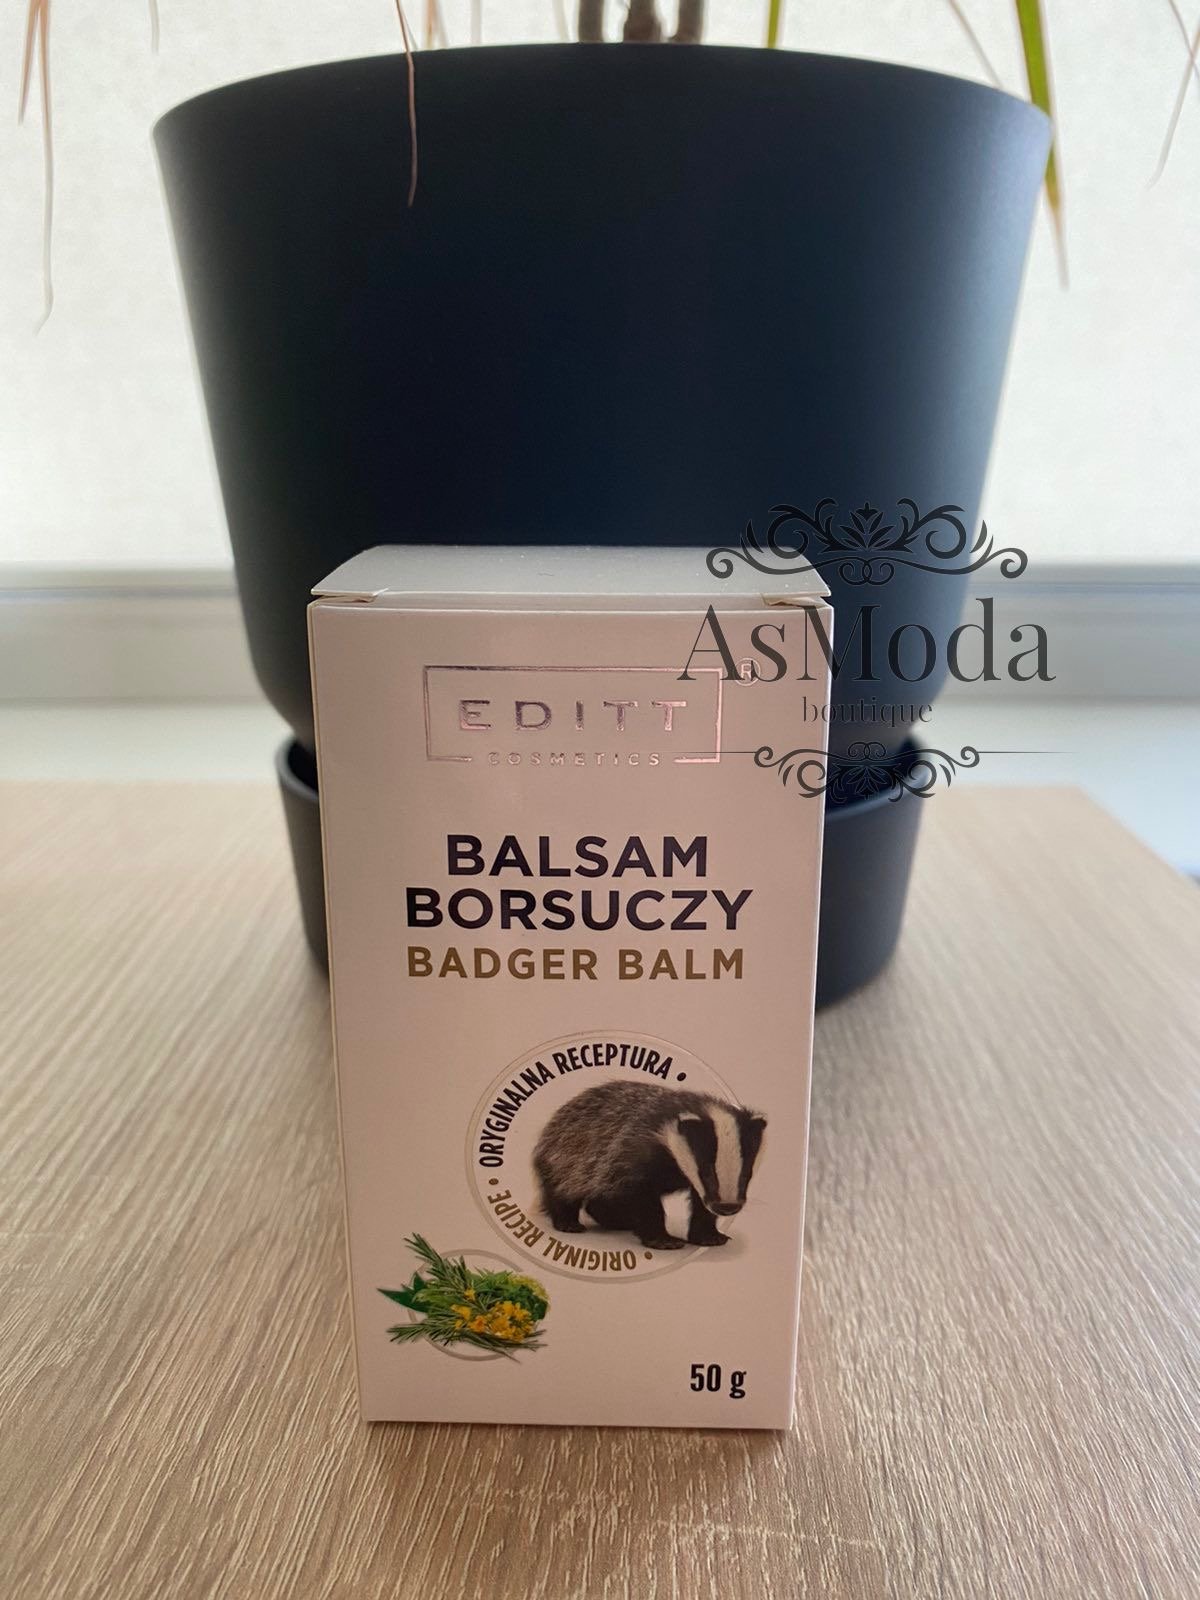 AsModa
boutique
EDITT®
COSMETICS
BALSAM
BORSUCZY
BADGER BALM
• ORYGINALNA RECEPTURA •
ORIGINAL RECIPE
50 g